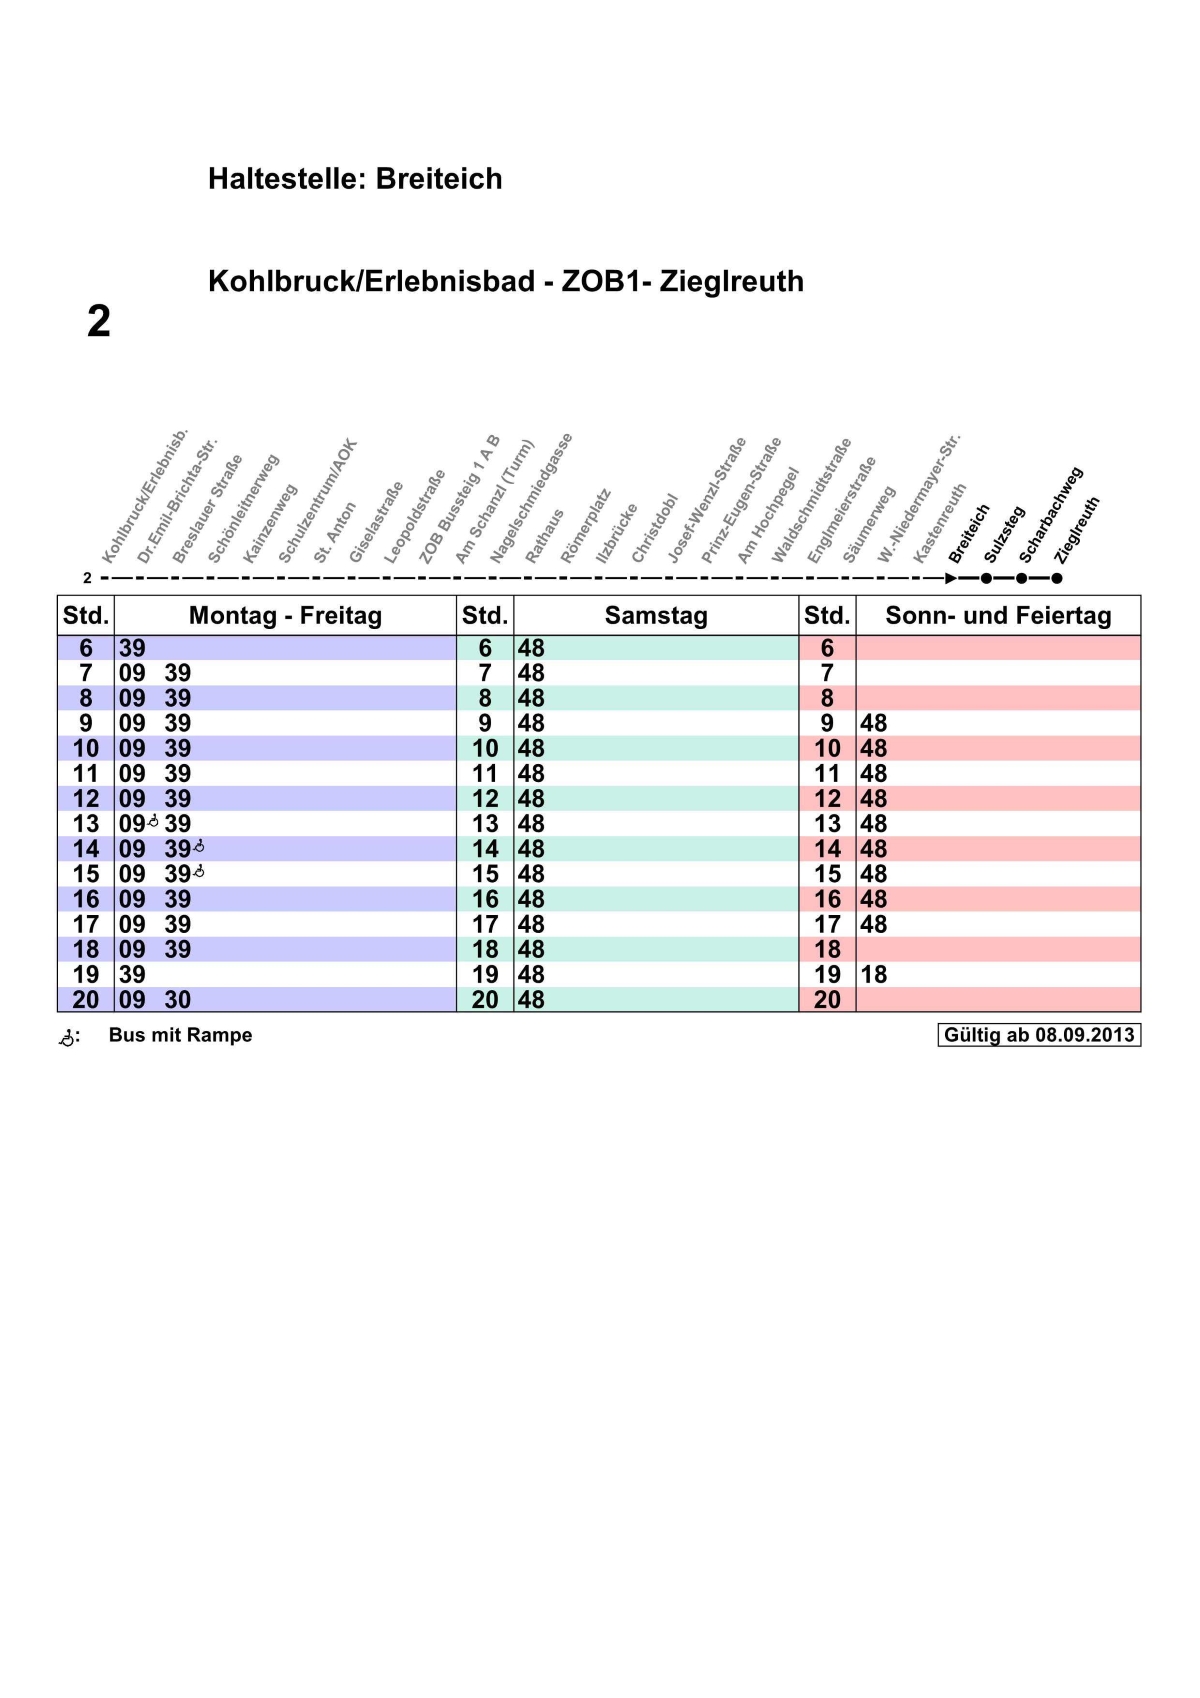 Haltestelle: Breiteich
Kohlbruck/Erlebnisbad - ZOB1- Zieglreuth
2
Kohlbruck/Erlebnisb.
Dr.Emil-Brichta-Str.
Breslauer Straße
Schönleitnerweg
Kainzenweg
Schulzentrum/AOK
St. Anton
Giselastraße
Leopoldstraße
ZOB Bussteig 1 A B
Am Schanzl (Turm)
Nagelschmiedgasse
Rathaus
Römerplatz
Ilzbrücke
Christdobl
Josef-Wenzl-Straße
Prinz-Eugen-Straße
Am Hochpegel
Waldschmidtstraße
Englmeierstraße
Säumerweg
W.-Niedermayer-Str.
Kastenreuth
Breiteich
Sulzsteg
Scharbachweg
Zieglreuth
2
Std. Montag - Freitag Std. Samstag Std. Sonn- und Feiertag
6 39 6 48 6
7 09 39 7 48 7
8 09 39 8 48 8
9 09 39 9 48 9 48
10 09 39 10 48 10 48
11 09 39 11 48 11 48
12 09 39 12 48 12 48
13 09 39 13 48 13 48
14 09 39 14 48 14 48
15 09 39 15 48 15 48
16 09 39 16 48 16 48
17 09 39 17 48 17 48
18 09 39 18 48 18
19 39 19 48 19 18
20 09 30 20 48 20
: Bus mit Rampe Gültig ab 08.09.2013